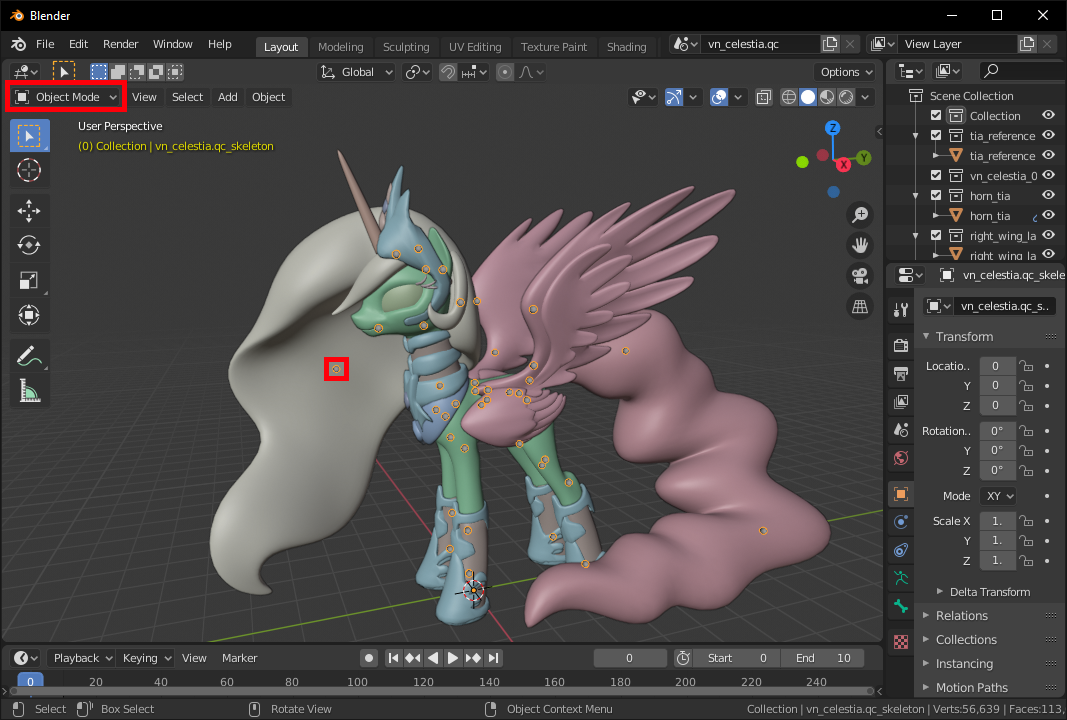 Blender
File Edit Render Window Help Layout Modeling Sculpting UV Editing Texture Paint Shading vn_celestia.qc View Layer
Global Options
Object Mode View Select Add Object
User Perspective
(0) Collection | vn_celestia.qc_skeleton
Z
Y
X
Scene Collection
Collection
tia_reference
tia_reference
vn_celestia_0
horn_tia
horn_tia
right_wing_la
right_wing_la
vn_celestia.qc_skele
vn_celestia.qc_s..
Transform
Locatio.. 0
Y 0
Z 0
Rotation.. 0°
Y 0°
Z 0°
Mode XY
Scale X 1.
Y 1.
Z 1.
Delta Transform
Relations
Collections
Instancing
Motion Paths
Playback Keying View Marker 0 Start 0 End 10
0 20 40 60 80 100 120 140 160 180 200 220 240
Select Box Select Rotate View Object Context Menu Collection | vn_celestia.qc_skeleton | Verts:56,639 | Faces:113,